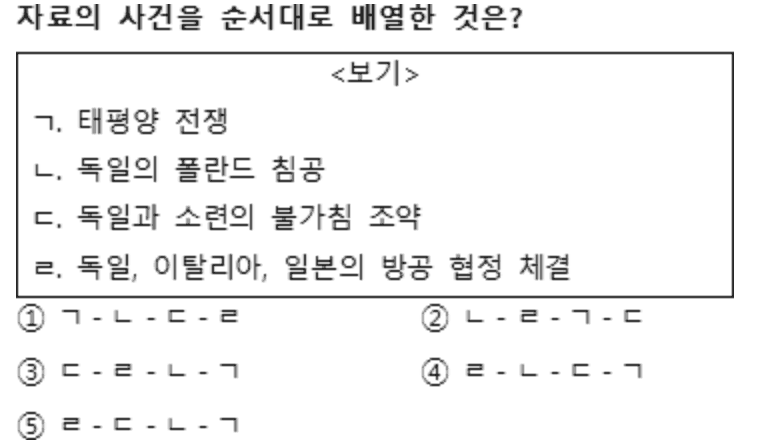 자료의 사건을 순서대로 배열한 것은?
<보기>
ㄱ. 태평양 전쟁
ㄴ. 독일의 폴란드 침공
ㄷ. 독일과 소련의 불가침 조약
ㄹ. 독일, 이탈리아, 일본의 방공 협정 체결
① ㄱ - ㄴ - ㄷ - ㄹ ② ㄴ - ㄹ - ㄱ - ㄷ
③ ㄷ - ㄹ - ㄴ - ㄱ ④ ㄹ - ㄴ - ㄷ - ㄱ
⑤ ㄹ - ㄷ - ㄴ - ㄱ